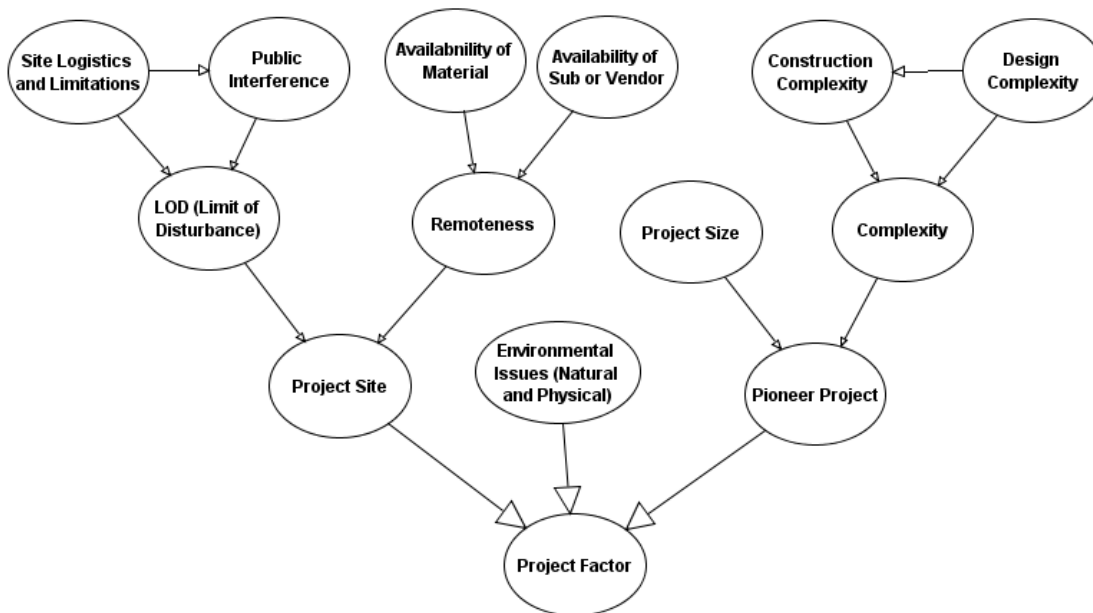 Site Logistics
and Limitations
Public
Interference
Availabnility of
Material
Availability of
Sub or Vendor
Construction
Complexity
Design
Complexity
LOD (Limit of
Disturbance)
Remoteness
Project Size
Complexity
Project Site
Environmental
Issues (Natural
and Physical)
Pioneer Project
Project Factor